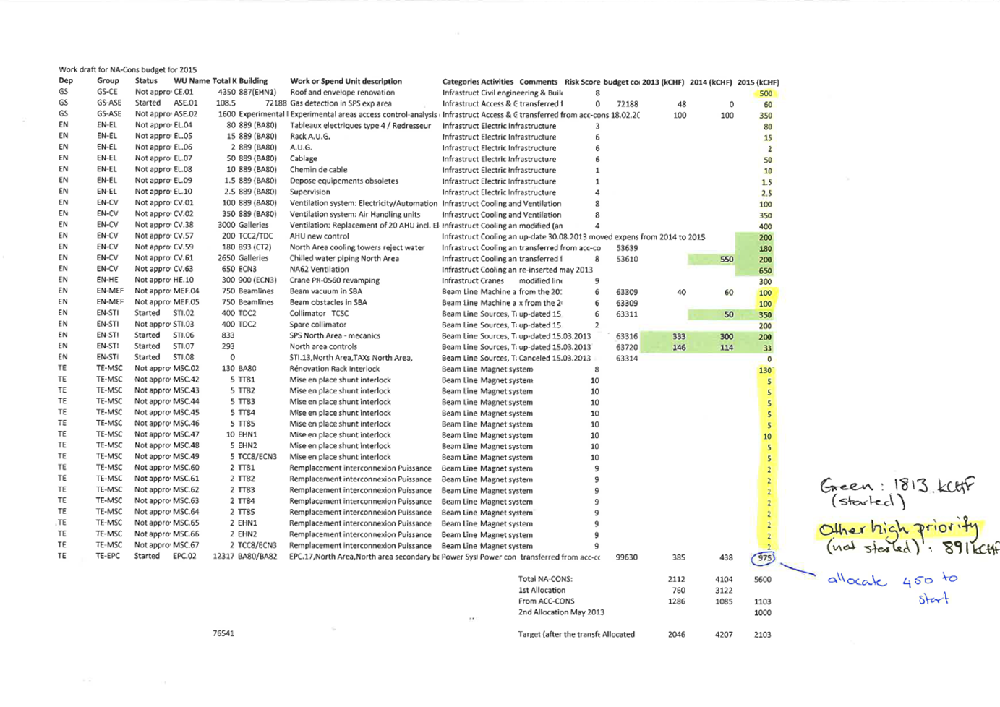 Work draft for NA-Cons budget for 2015
Dep Group Status WU Name Total K Building Work or Spend Unit description Categories Activities Comments Risk Score budget cod 2013 (kCHF) 2014 (kCHF) 2015 (kCHF)
GS GS-CE Not appro CE.01 4350 887(EHN1) Roof and envelope renovation Infrastruct Civil engineering & Buil 8 500
GS GS-ASE Started ASE.01 108.5 72188 Gas detection in SPS exp area Infrastruct Access & G transferred f 0 72188 48 0 60
GS GS-ASE Not appro ASE.02 1600 Experimental Experimental areas access control-analysis Infrastruct Access & G transferred from acc-cons 18.02.20 100 100 350
EN EN-EL Not appro EL.04 80 889 (BA80) Tableaux electriques type 4 / Redresseur Infrastruct Electric Infrastructure 3 80
EN EN-EL Not appro EL.05 15 889 (BA80) Rack A.U.G. Infrastruct Electric Infrastructure 6 15
EN EN-EL Not appro EL.06 2 889 (BA80) A.U.G. Infrastruct Electric Infrastructure 6 2
EN EN-EL Not appro EL.07 50 889 (BA80) Cablage Infrastruct Electric Infrastructure 6 50
EN EN-EL Not appro EL.08 10 889 (BA80) Chemin de cable Infrastruct Electric Infrastructure 1 10
EN EN-EL Not appro EL.09 1.5 889 (BA80) Depose equipements obsoletes Infrastruct Electric Infrastructure 1 1.5
EN EN-EL Not appro EL.10 2.5 889 (BA80) Supervision Infrastruct Electric Infrastructure 4 2.5
EN EN-CV Not appro CV.01 100 889 (BA80) Ventilation system: Electricity/Automation Infrastruct Cooling and Ventilation 8 100
EN EN-CV Not appro CV.02 350 889 (BA80) Ventilation system: Air Handling units Infrastruct Cooling and Ventilation 8 350
EN EN-CV Not appro CV.38 3000 Galleries Ventilation: Replacement of 20 AHU incl. El Infrastruct Cooling an modified (an 4 400
EN EN-CV Not appro CV.57 200 TCC2/TDC AHU new control Infrastruct Cooling an up-date 30.08.2013 moved expens from 2014 to 2015 200
EN EN-CV Not appro CV.59 180 893 (CT2) North Area cooling towers reject water Infrastruct Cooling an transferred from acc-co 53639 180
EN EN-CV Not appro CV.61 2650 Galleries Chilled water piping North Area Infrastruct Cooling an transferred f 8 53610 550 200
EN EN-CV Not appro CV.63 650 ECN3 NA62 Ventilation Infrastruct Cooling an re-inserted may 2013 650
EN EN-HE Not appro HE.10 300 900 (ECN3) Crane PR-0560 revamping Infrastruct Cranes modified line 9 300
EN EN-MEF Not appro MEF.04 750 Beamlines Beam vacuum in SBA Beam Line Machine a from the 20 6 63309 40 60 100
EN EN-MEF Not appro MEF.05 750 Beamlines Beam obstacles in SBA Beam Line Machine a x from the 2 6 63309 100
EN EN-STI Started STI.02 400 TDC2 Collimator TCSC Beam Line Sources, T up-dated 15 6 63311 50 350
EN EN-STI Not appro STI.03 400 TDC2 Spare collimator Beam Line Sources, T up-dated 15 2 200
EN EN-STI Started STI.06 833 SPS North Area - mecanics Beam Line Sources, T up-dated 15.03.2013 63316 333 300 200
EN EN-STI Started STI.07 293 North area controls Beam Line Sources, T up-dated 15.03.2013 63720 146 114 33
EN EN-STI Started STI.08 0 STI.13,North Area,TAXs North Area, Beam Line Sources, T Canceled 15.03.2013 63314 0
TE TE-MSC Not appro MSC.02 130 BA80 Rénovation Rack Interlock Beam Line Magnet system 8 130
TE TE-MSC Not appro MSC.42 5 TT81 Mise en place shunt interlock Beam Line Magnet system 10 5
TE TE-MSC Not appro MSC.43 5 TT82 Mise en place shunt interlock Beam Line Magnet system 10 5
TE TE-MSC Not appro MSC.44 5 TT83 Mise en place shunt interlock Beam Line Magnet system 10 5
TE TE-MSC Not appro MSC.45 5 TT84 Mise en place shunt interlock Beam Line Magnet system 10 5
TE TE-MSC Not appro MSC.46 5 TT85 Mise en place shunt interlock Beam Line Magnet system 10 5
TE TE-MSC Not appro MSC.47 10 EHN1 Mise en place shunt interlock Beam Line Magnet system 10 10
TE TE-MSC Not appro MSC.48 5 EHN2 Mise en place shunt interlock Beam Line Magnet system 10 5
TE TE-MSC Not appro MSC.49 5 TCC8/ECN3 Mise en place shunt interlock Beam Line Magnet system 10 5
TE TE-MSC Not appro MSC.60 2 TT81 Remplacement interconnexion Puissance Beam Line Magnet system 9 2
TE TE-MSC Not appro MSC.61 2 TT82 Remplacement interconnexion Puissance Beam Line Magnet system 9 2
TE TE-MSC Not appro MSC.62 2 TT83 Remplacement interconnexion Puissance Beam Line Magnet system 9 2
TE TE-MSC Not appro MSC.63 2 TT84 Remplacement interconnexion Puissance Beam Line Magnet system 9 2
TE TE-MSC Not appro MSC.64 2 TT85 Remplacement interconnexion Puissance Beam Line Magnet system 9 2
TE TE-MSC Not appro MSC.65 2 EHN1 Remplacement interconnexion Puissance Beam Line Magnet system 9 2
TE TE-MSC Not appro MSC.66 2 EHN2 Remplacement interconnexion Puissance Beam Line Magnet system 9 2
TE TE-MSC Not appro MSC.67 2 TCC8/ECN3 Remplacement interconnexion Puissance Beam Line Magnet system 9 2
TE TE-EPC Started EPC.02 12317 BA80/BA82 EPC.17,North Area,North area secondary be Power Sys Power con transferred from acc-cc 99630 385 438 975
Total NA-CONS: 2112 4104 5600
1st Allocation 760 3122
From ACC-CONS 1286 1085 1103
2nd Allocation May 2013 1000
76541 Target (after the transfe Allocated 2046 4207 2103
Green: 1813 kCHF
(started)
Other high priority
(not started): 891 kCHF
allocate 450 to
start